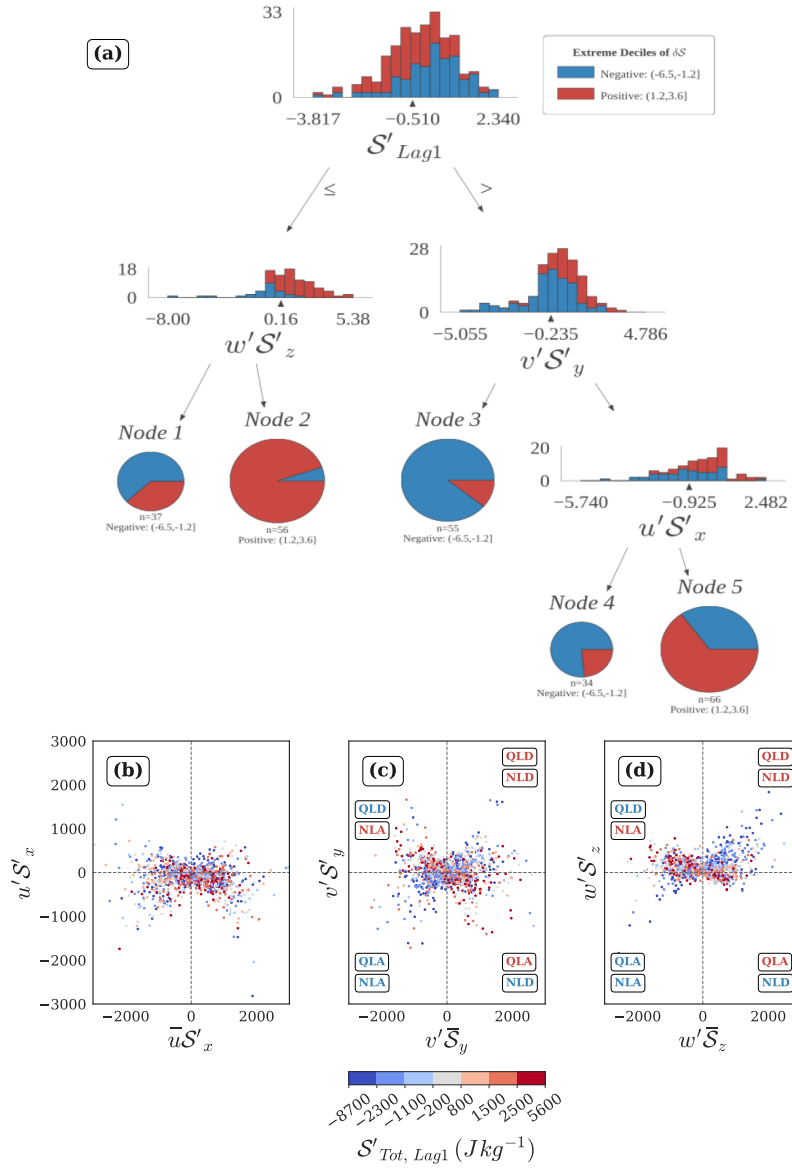 (a)
33
0
−3.817 −0.510 2.340
S′ Lag1
Extreme Deciles of δS
Negative: (-6.5,-1.2]
Positive: (1.2,3.6]
≤ >
18
0
−8.00 0.16 5.38
w′S′z
28
0
−5.055 −0.235 4.786
v′S′y
Node 1
n=37
Negative: (-6.5,-1.2]
Node 2
n=56
Positive: (1.2,3.6]
Node 3
n=55
Negative: (-6.5,-1.2]
20
0
−5.740 −0.925 2.482
u′S′x
Node 4
n=34
Negative: (-6.5,-1.2]
Node 5
n=66
Positive: (1.2,3.6]
(b)
3000
2000
1000
0
−1000
−2000
−3000
u′S′x
−2000 0 2000
u̅S′x
(c)
QLD
NLD
QLD
NLA
QLA
NLA
QLA
NLD
v′S′y
−2000 0 2000
v′S̅y
(d)
QLD
NLD
QLD
NLA
QLA
NLA
QLA
NLD
w′S′z
−2000 0 2000
w′S̅z
−8700 −2300 −1100 −200 800 1500 2500 5600
S′Tot, Lag1 (Jkg⁻¹)